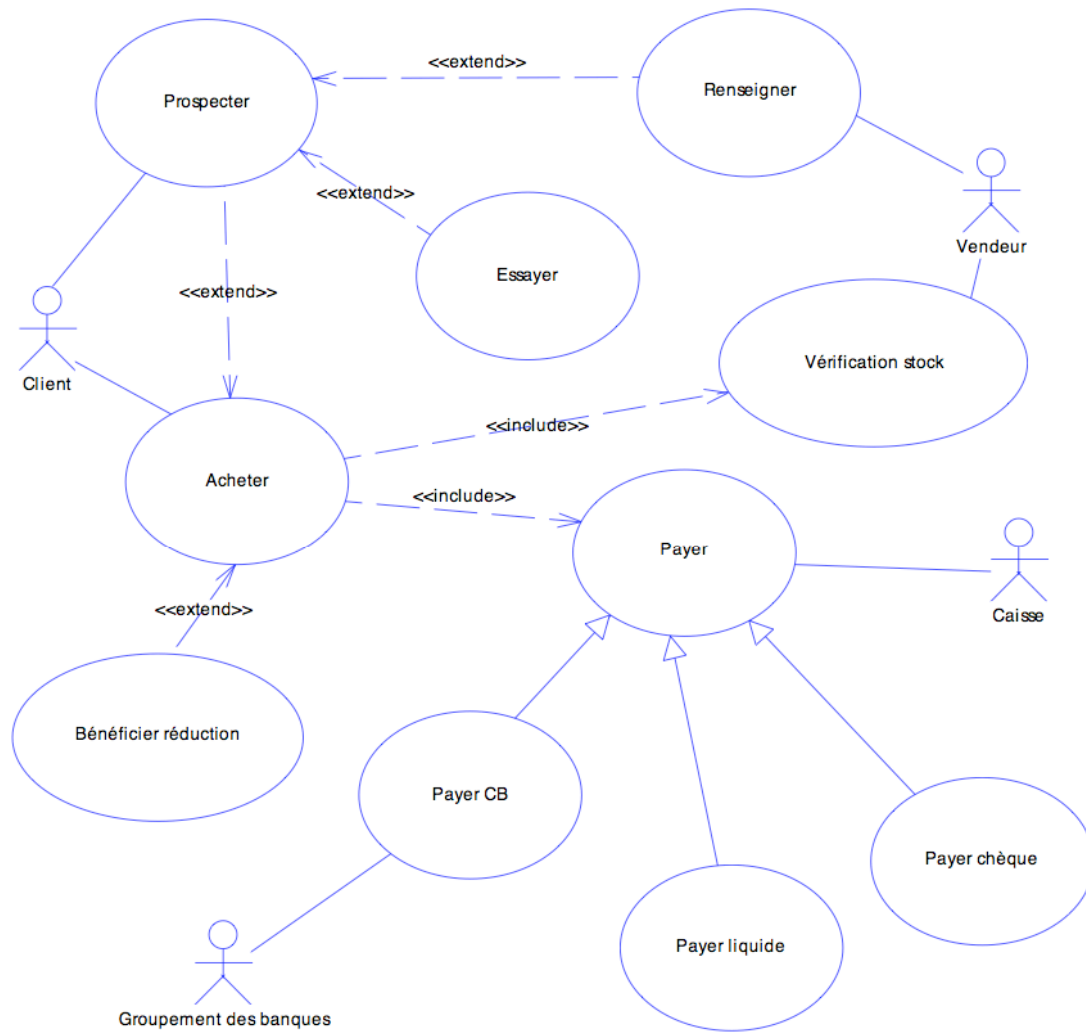 <<extend>>
Prospecter
Renseigner
<<extend>>
Vendeur
Essayer
<<extend>>
Client
Vérification stock
<<include>>
Acheter
<<include>>
Payer
Caisse
<<extend>>
Bénéficier réduction
Payer CB
Payer chèque
Payer liquide
Groupement des banques